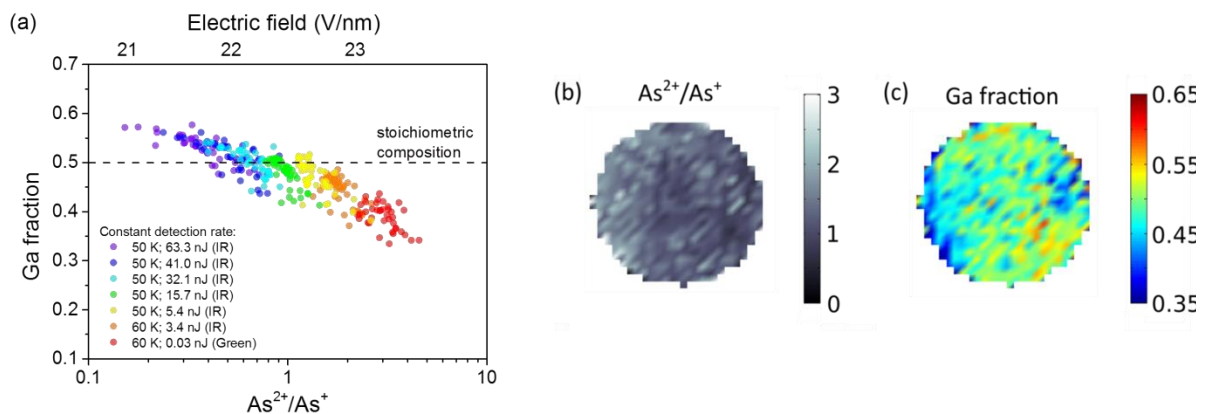 (a)
Electric field (V/nm)
21 22 23
0.7
0.6
0.5
0.4
0.3
0.2
0.1
Ga fraction
stoichiometric
composition
Constant detection rate:
50 K; 63.3 nJ (IR)
50 K; 41.0 nJ (IR)
50 K; 32.1 nJ (IR)
50 K; 15.7 nJ (IR)
50 K; 5.4 nJ (IR)
60 K; 3.4 nJ (IR)
60 K; 0.03 nJ (Green)
0.1 1 10
As²⁺/As⁺
(b)
As²⁺/As⁺
3
2
1
0
(c)
Ga fraction
0.65
0.55
0.45
0.35